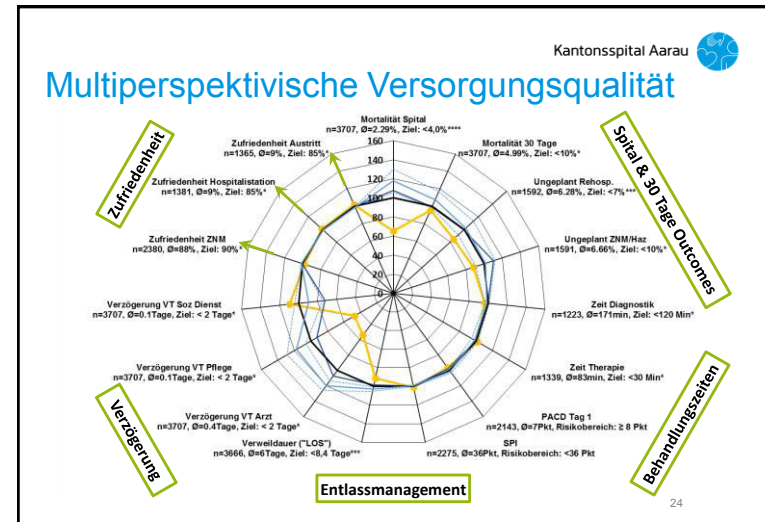 Kantonsspital Aarau
Multiperspektivische Versorgungsqualität
Zufriedenheit
Spital & 30 Tage Outcomes
Mortalität Spital
n=3707, Ø=2.29%, Ziel: <4,0%****
Mortalität 30 Tage
n=3707, Ø=4.99%, Ziel: <10%*
Ungeplant Rehosp.
n=1592, Ø=6.28%, Ziel: <7%***
Ungeplant ZNM/Haz
n=1591, Ø=6.66%, Ziel: <10%*
Zeit Diagnostik
n=1223, Ø=171min, Ziel: <120 Min*
Zeit Therapie
n=1339, Ø=83min, Ziel: <30 Min*
PACD Tag 1
n=2143, Ø=7Pkt, Risikobereich: ≥ 8 Pkt
SPI
n=2275, Ø=36Pkt, Risikobereich: <36 Pkt
Verweildauer ("LOS")
n=3666, Ø=6Tage, Ziel: <8,4 Tage***
Verzögerung VT Arzt
n=3707, Ø=0.4Tage, Ziel: < 2 Tage*
Verzögerung VT Pflege
n=3707, Ø=0.1Tage, Ziel: < 2 Tage*
Verzögerung VT Soz Dienst
n=3707, Ø=0.1Tage, Ziel: < 2 Tage*
Zufriedenheit ZNM
n=2380, Ø=88%, Ziel: 90%*
Zufriedenheit Hospitalistation
n=1381, Ø=9%, Ziel: 85%*
Zufriedenheit Austritt
n=1365, Ø=9%, Ziel: 85%*
160
140
120
100
80
60
40
20
0
Verzögerung
Entlassmanagement
Behandlungszeiten
24